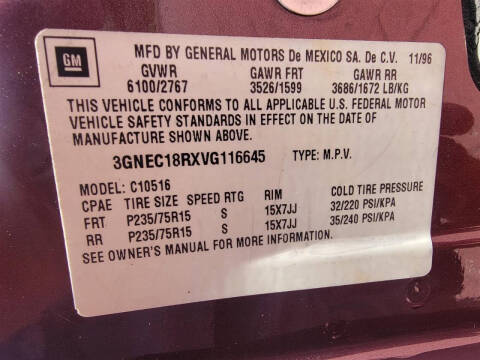 GM
MFD BY GENERAL MOTORS De MEXICO SA. De C.V. 11/96
GVWR GAWR FRT GAWR RR
6100/2767 3526/1599 3686/1672 LB/KG
THIS VEHICLE CONFORMS TO ALL APPLICABLE U.S. FEDERAL MOTOR
VEHICLE SAFETY STANDARDS IN EFFECT ON THE DATE OF
MANUFACTURE SHOWN ABOVE.
3GNEC18RXVG116645 TYPE: M.P.V.
MODEL: C10516
CPAE TIRE SIZE SPEED RTG RIM COLD TIRE PRESSURE
FRT P235/75R15 S 15X7JJ 32/220 PSI/KPA
RR P235/75R15 S 15X7JJ 35/240 PSI/KPA
SEE OWNER'S MANUAL FOR MORE INFORMATION.